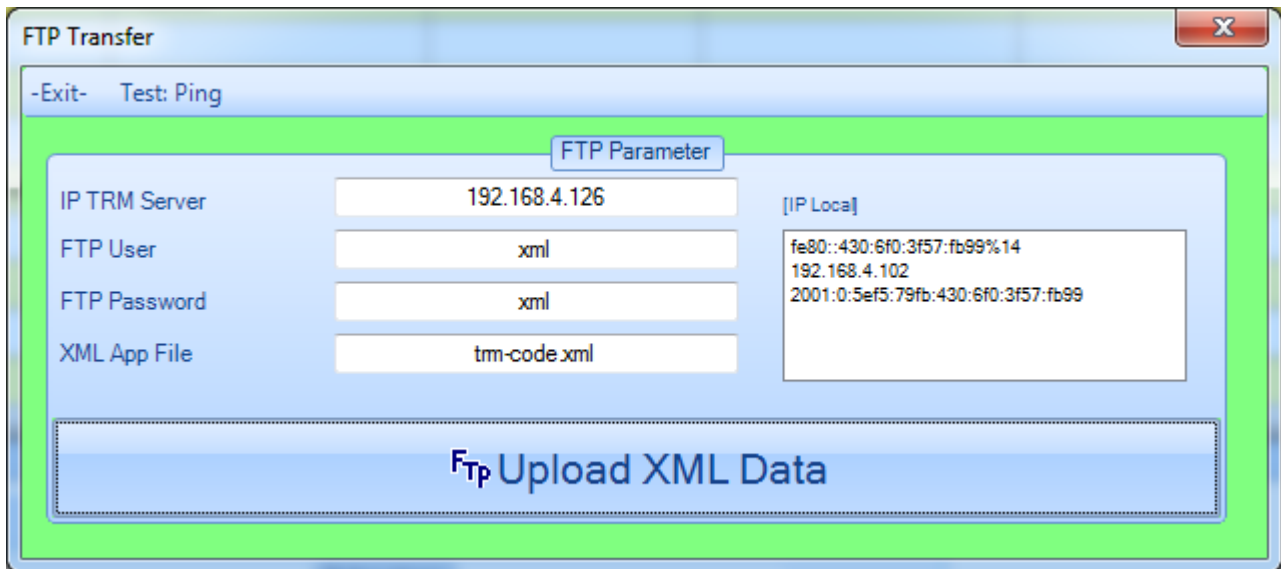 FTP Transfer
-Exit- Test: Ping
FTP Parameter
IP TRM Server 192.168.4.126
FTP User xml
FTP Password xml
XML App File trm-code.xml
[IP Local]
fe80::430:6f0:3f57:fb99%14
192.168.4.102
2001:0:5ef5:79fb:430:6f0:3f57:fb99
FTP Upload XML Data